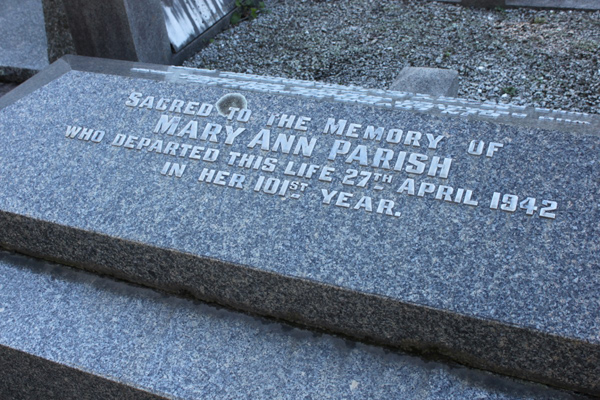 Sacred to the Memory of
Mary Ann Parish
who departed this life 27th April 1942
in her 101st year.